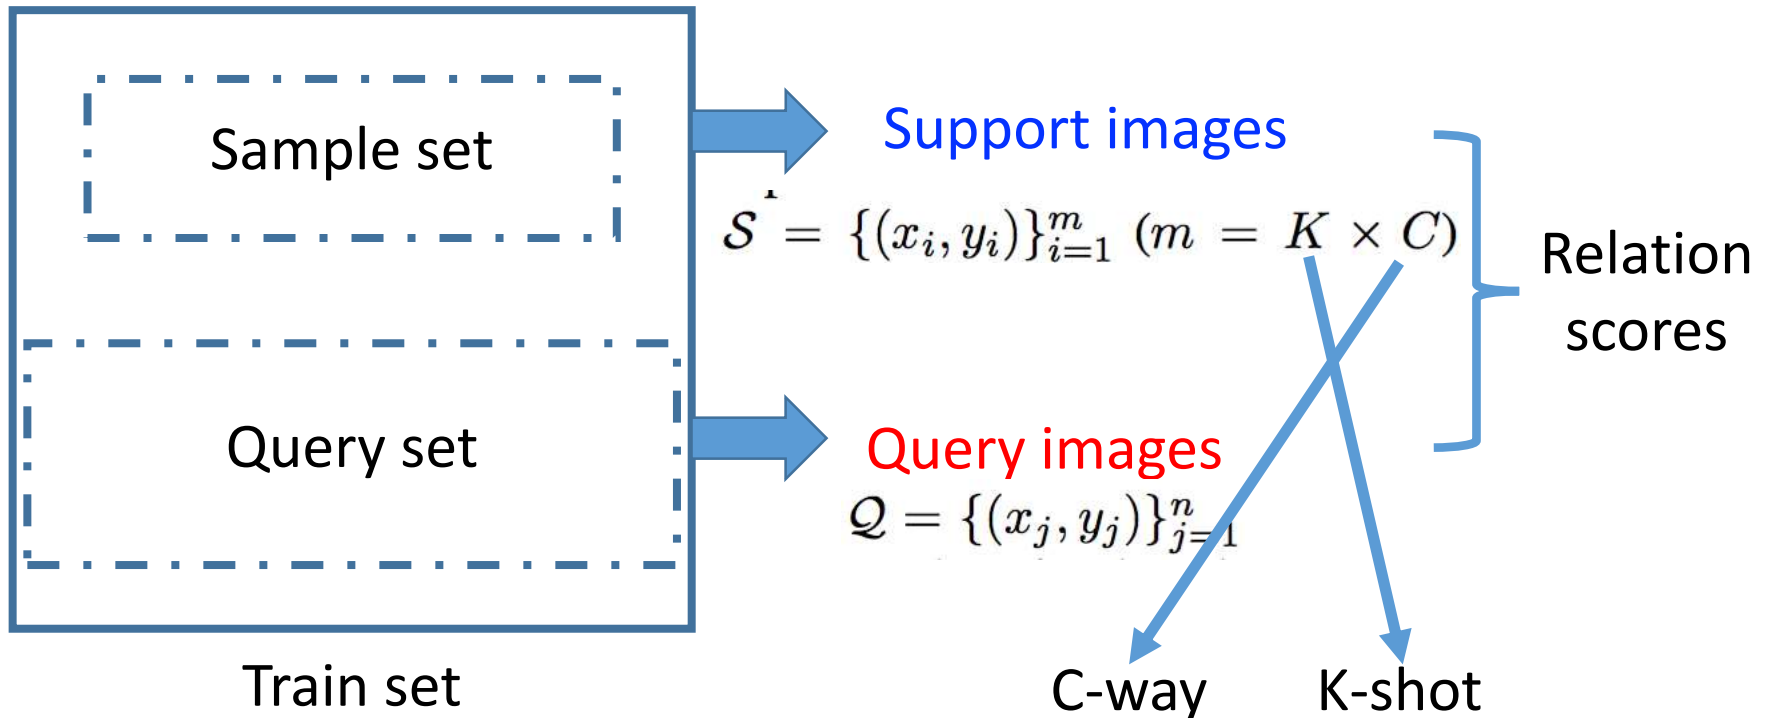 Sample set
Support images
S = {(x_i, y_i)}_{i=1}^{m} (m = K × C)
Relation
scores
Query set
Query images
Q = {(x_j, y_j)}_{j=1}^{n}
Train set
C-way
K-shot